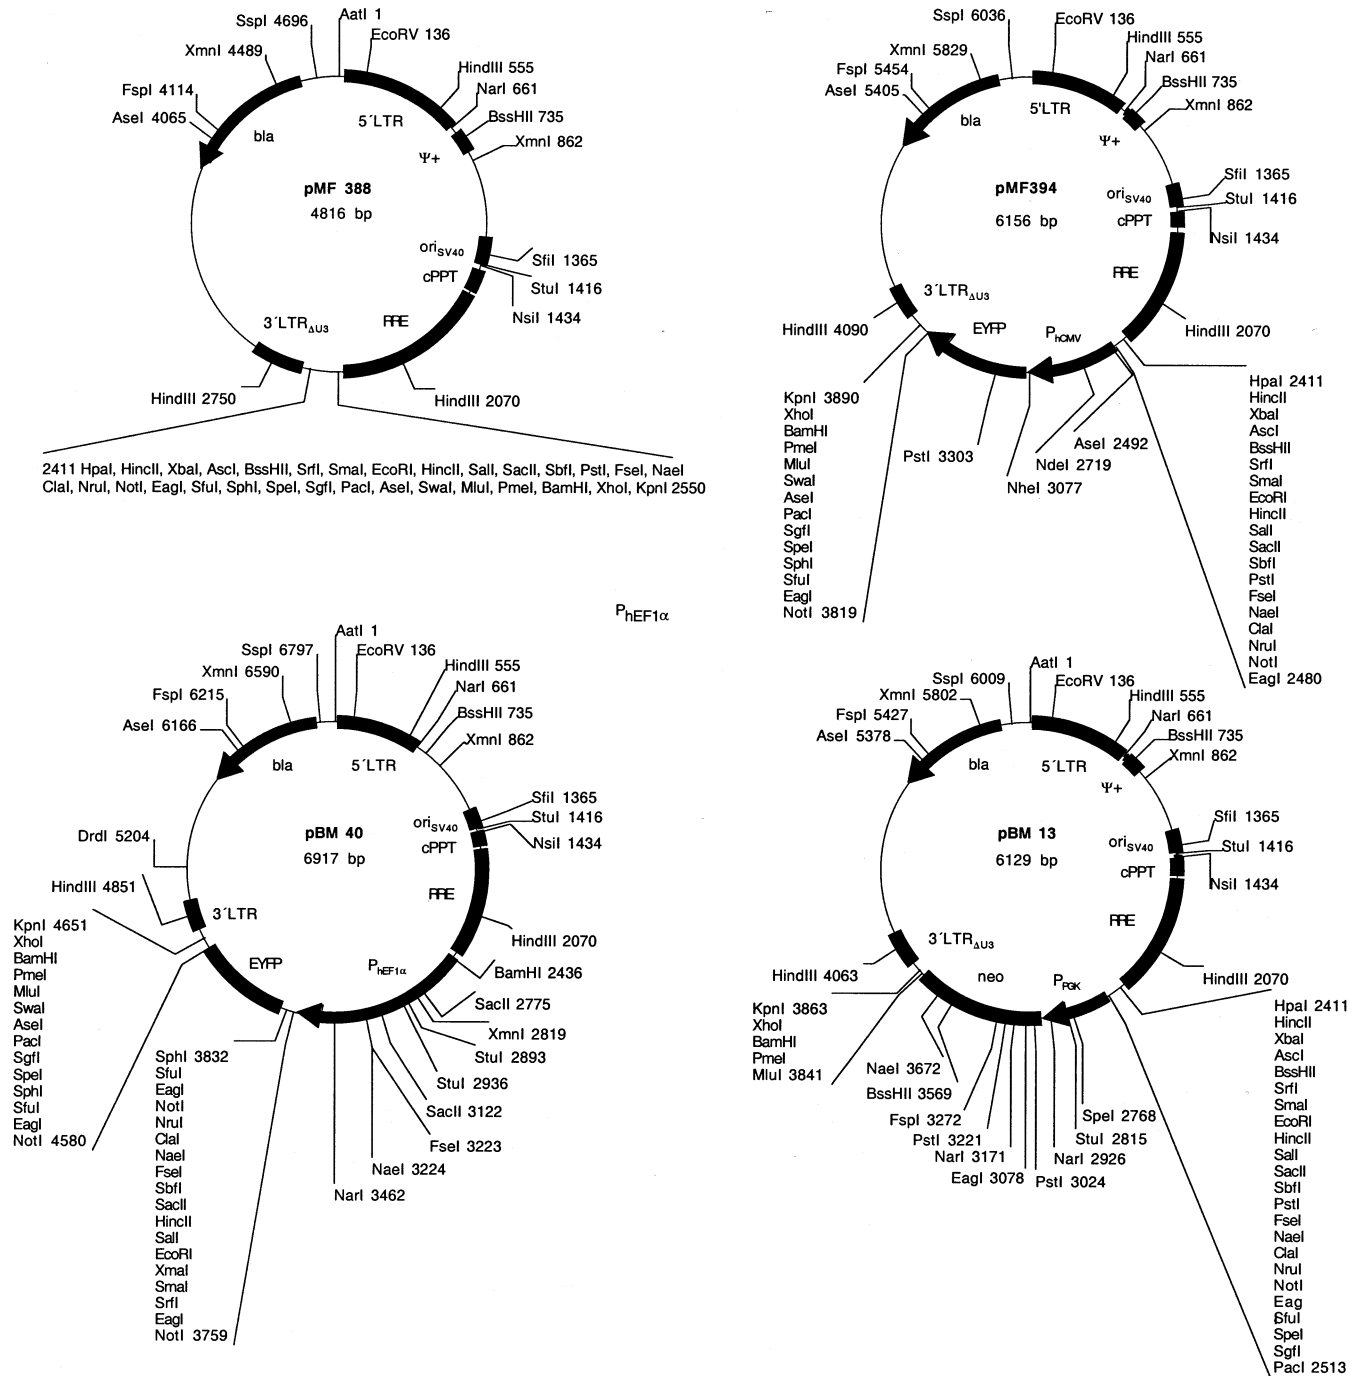 SspI 4696
AatI 1
EcoRV 136
XmnI 4489
HindIII 555
FspI 4114
NarI 661
AseI 4065
BssHII 735
bla
5´LTR
XmnI 862
Ψ+
pMF 388
4816 bp
oriSV40
SfiI 1365
cPPT
StuI 1416
NsiI 1434
3´LTRΔU3
RRE
HindIII 2750
HindIII 2070
2411 HpaI, HincII, XbaI, AscI, BssHII, SrfI, SmaI, EcoRI, HincII, SalI, SacII, SbfI, PstI, FseI, NaeI
ClaI, NruI, NotI, EagI, SfuI, SphI, SpeI, SgfI, PacI, AseI, SwaI, MluI, PmeI, BamHI, XhoI, KpnI 2550
SspI 6036
EcoRV 136
XmnI 5829
HindIII 555
FspI 5454
NarI 661
AseI 5405
BssHII 735
bla
5'LTR
XmnI 862
Ψ+
pMF394
6156 bp
oriSV40
SfiI 1365
StuI 1416
cPPT
NsiI 1434
RRE
3´LTRΔU3
HindIII 4090
EYFP
PhCMV
HindIII 2070
KpnI 3890
XhoI
BamHI
PmeI
MluI
SwaI
AseI
PacI
SgfI
SpeI
SphI
SfuI
EagI
NotI 3819
PstI 3303
AseI 2492
NdeI 2719
NheI 3077
HpaI 2411
HincII
XbaI
AscI
BssHII
SrfI
SmaI
EcoRI
HincII
SalI
SacII
SbfI
PstI
FseI
NaeI
ClaI
NruI
NotI
EagI 2480
PhEF1α
SspI 6797
AatI 1
EcoRV 136
XmnI 6590
HindIII 555
FspI 6215
NarI 661
AseI 6166
BssHII 735
XmnI 862
bla
5´LTR
SfiI 1365
oriSV40
StuI 1416
pBM 40
6917 bp
cPPT
NsiI 1434
DrdI 5204
HindIII 4851
RRE
3´LTR
HindIII 2070
EYFP
PhEF1α
BamHI 2436
KpnI 4651
XhoI
BamHI
PmeI
MluI
SwaI
AseI
PacI
SgfI
SpeI
SphI
SfuI
EagI
NotI 4580
SacII 2775
XmnI 2819
StuI 2893
StuI 2936
SacII 3122
FseI 3223
NaeI 3224
NarI 3462
SphI 3832
SfuI
EagI
NotI
NruI
ClaI
NaeI
FseI
SbfI
SacII
HincII
SalI
EcoRI
XmaI
SmaI
SrfI
EagI
NotI 3759
SspI 6009
AatI 1
EcoRV 136
XmnI 5802
HindIII 555
FspI 5427
NarI 661
AseI 5378
BssHII 735
XmnI 862
bla
5´LTR
Ψ+
SfiI 1365
oriSV40
StuI 1416
pBM 13
6129 bp
cPPT
NsiI 1434
RRE
3´LTRΔU3
HindIII 4063
neo
PPGK
HindIII 2070
KpnI 3863
XhoI
BamHI
PmeI
MluI 3841
NaeI 3672
BssHII 3569
FspI 3272
PstI 3221
NarI 3171
EagI 3078
PstI 3024
NarI 2926
StuI 2815
SpeI 2768
HpaI 2411
HincII
XbaI
AscI
BssHII
SrfI
SmaI
EcoRI
HincII
SalI
SacII
SbfI
PstI
FseI
NaeI
ClaI
NruI
NotI
Eag
SfuI
SpeI
SgfI
PacI 2513